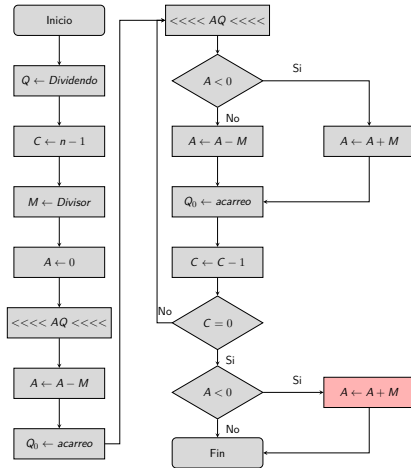 Inicio
Q ← Dividendo
C ← n − 1
M ← Divisor
A ← 0
<<<< AQ <<<<
A ← A − M
Q₀ ← acarreo
<<<< AQ <<<<
A < 0
Si
No
A ← A − M
A ← A + M
Q₀ ← acarreo
C ← C − 1
No
C = 0
Si
A < 0
Si
A ← A + M
No
Fin